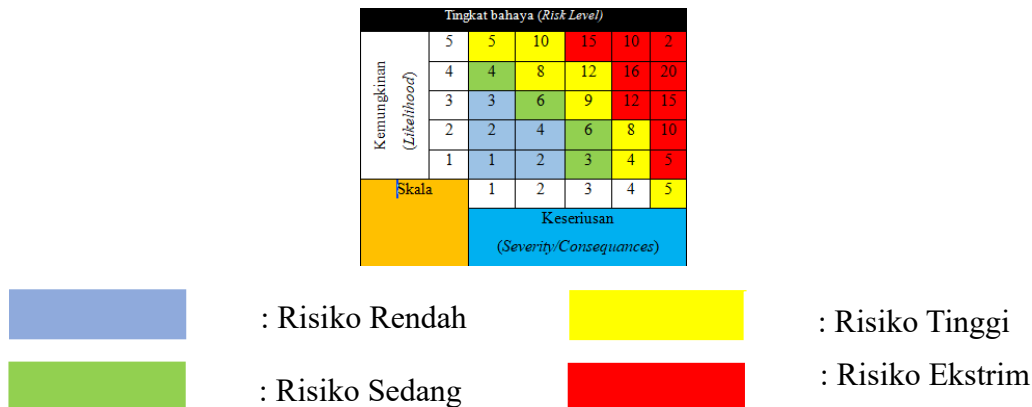 Tingkat bahaya (Risk Level)
Kemungkinan
(Likelihood)
5 5 10 15 10 2
4 4 8 12 16 20
3 3 6 9 12 15
2 2 4 6 8 10
1 1 2 3 4 5
Skala 1 2 3 4 5
Keseriusan
(Severity/Consequances)
: Risiko Rendah
: Risiko Tinggi
: Risiko Sedang
: Risiko Ekstrim